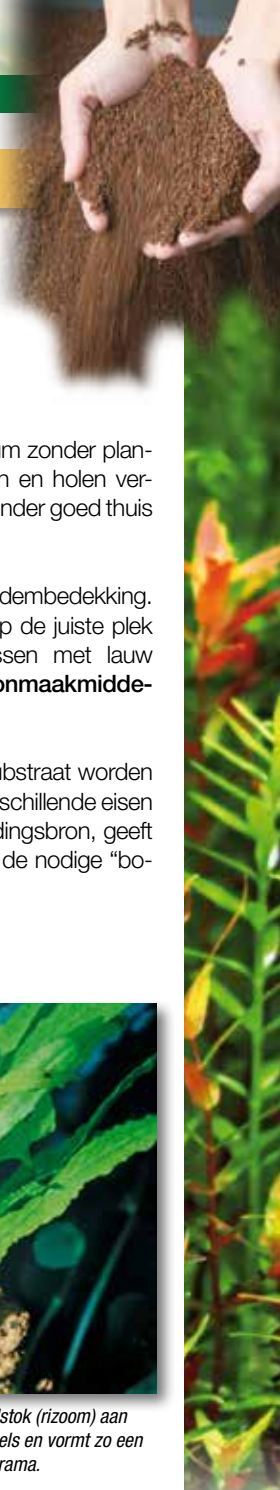 um zonder plan-
n en holen ver-
nder goed thuis
dembedekking.
p de juiste plek
ssen met lauw
onmaakmidde-
ubstraat worden
schillende eisen
dingsbron, geeft
de nodige “bo-
lstok (rizoom) aan
els en vormt zo een
rama.